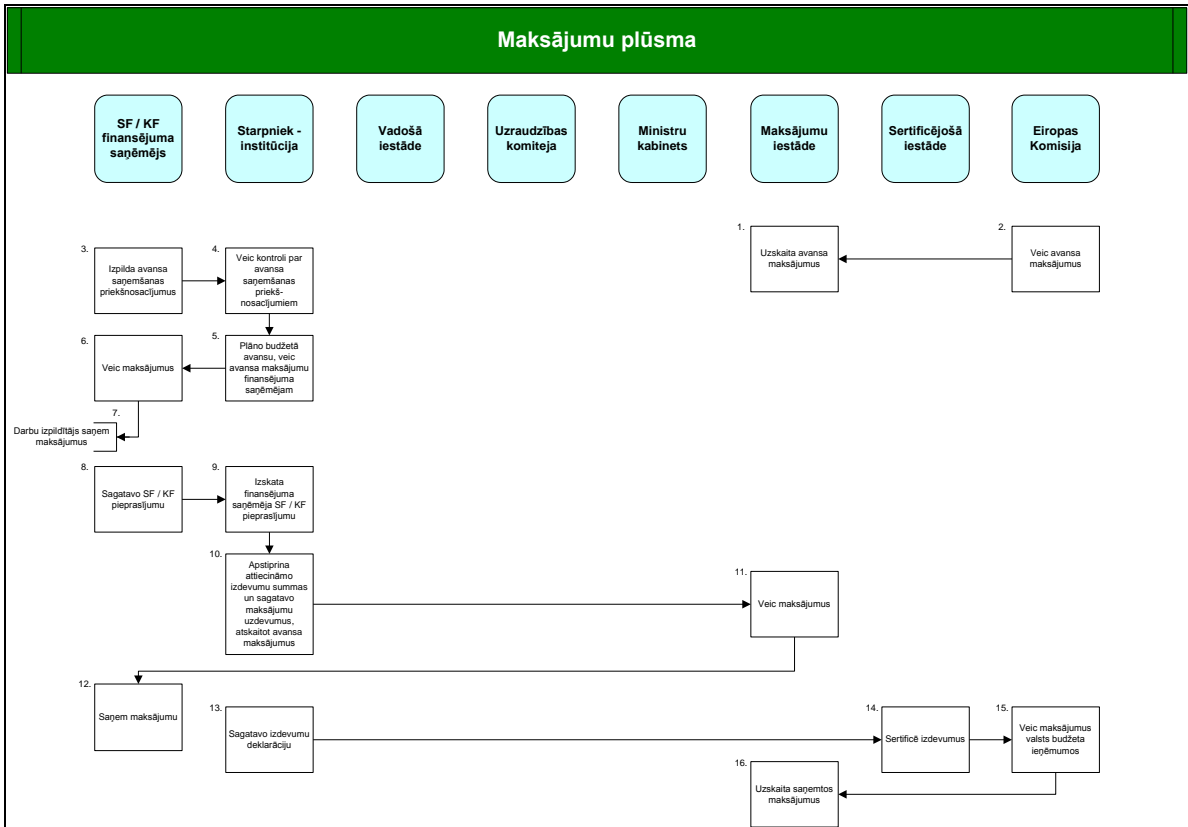 Maksājumu plūsma
SF / KF
finansējuma
saņēmējs
Starpniek -
institūcija
Vadošā
iestāde
Uzraudzības
komiteja
Ministru
kabinets
Maksājumu
iestāde
Sertificējošā
iestāde
Eiropas
Komisija
1.
Uzskaita avansa
maksājumus
2.
Veic avansa
maksājumus
3.
Izpilda avansa
saņemšanas
priekšnosacījumus
4.
Veic kontroli par
avansa
saņemšanas
priekš-
nosacījumiem
5.
Plāno budžetā
avansu, veic
avansa maksājumu
finansējuma
saņēmējam
6.
Veic maksājumus
7.
Darbu izpildītājs saņem
maksājumus
8.
Sagatavo SF / KF
pieprasījumu
9.
Izskata
finansējuma
saņēmēja SF / KF
pieprasījumu
10.
Apstiprina
attiecināmo
izdevumu summas
un sagatavo
maksājumu
uzdevumus,
atskaitot avansa
maksājumus
11.
Veic maksājumus
12.
Saņem maksājumu
13.
Sagatavo izdevumu
deklarāciju
14.
Sertificē izdevumus
15.
Veic maksājumus
valsts budžeta
ieņēmumos
16.
Uzskaita saņemtos
maksājumus